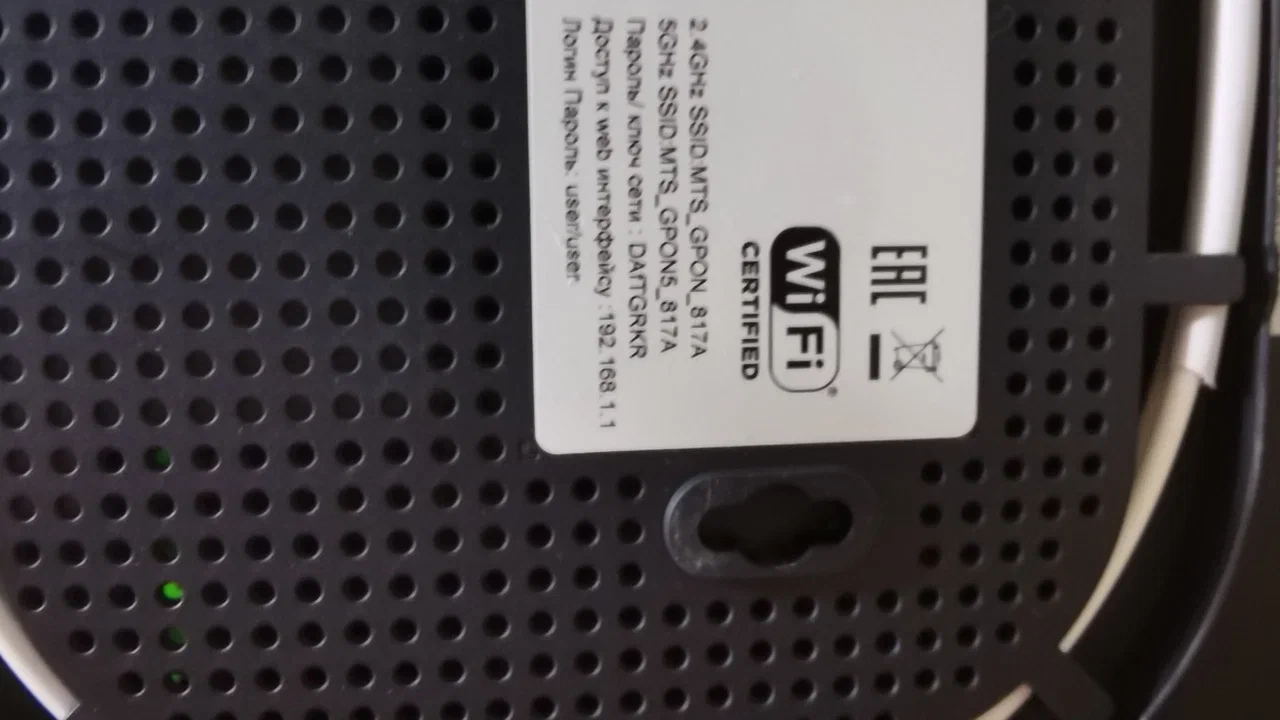 2.4GHz SSID:MTS_GPON_817A
5GHz SSID:MTS_GPON5_817A
Пароль/ ключ сети : DAfTGRKR
Доступ к web интерфейсу :192.168.1.1
Логин Пароль: user/user
Wi Fi®
CERTIFIED
EAC